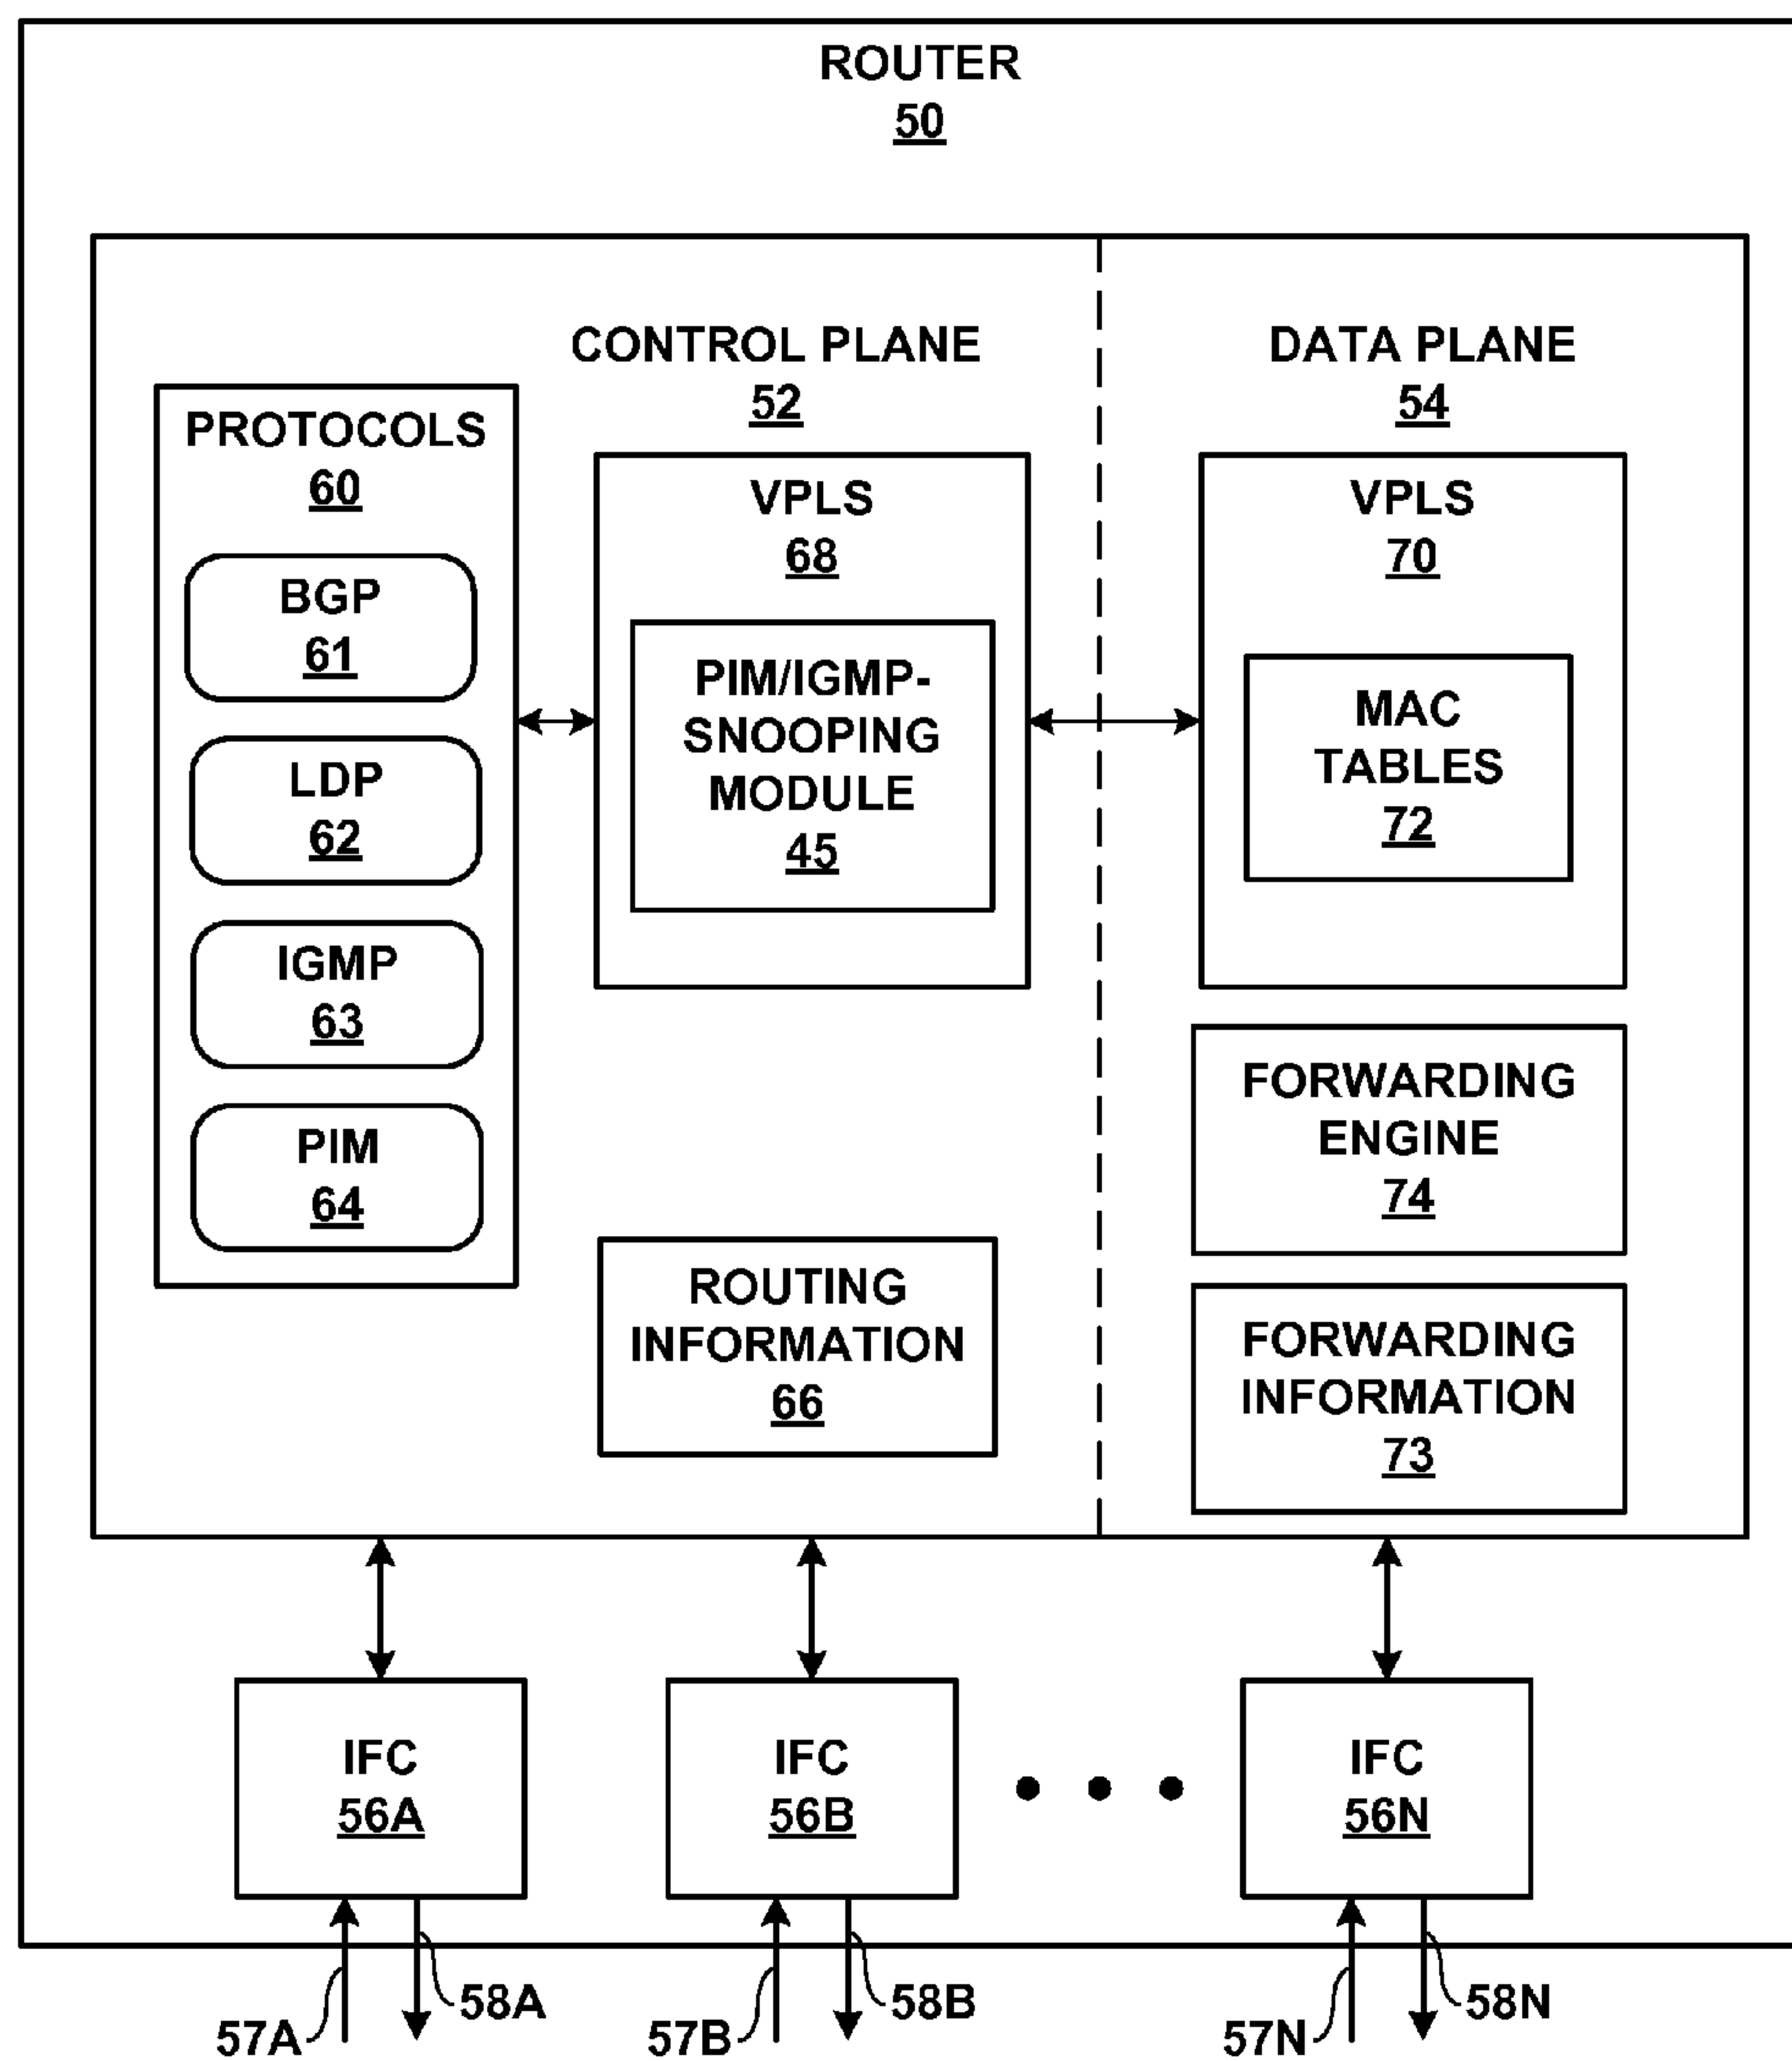 ROUTER
50
CONTROL PLANE
52
DATA PLANE
54
PROTOCOLS
60
BGP
61
LDP
62
IGMP
63
PIM
64
VPLS
68
PIM/IGMP-
SNOOPING
MODULE
45
ROUTING
INFORMATION
66
VPLS
70
MAC
TABLES
72
FORWARDING
ENGINE
74
FORWARDING
INFORMATION
73
IFC
56A
IFC
56B
IFC
56N
57A
58A
57B
58B
57N
58N